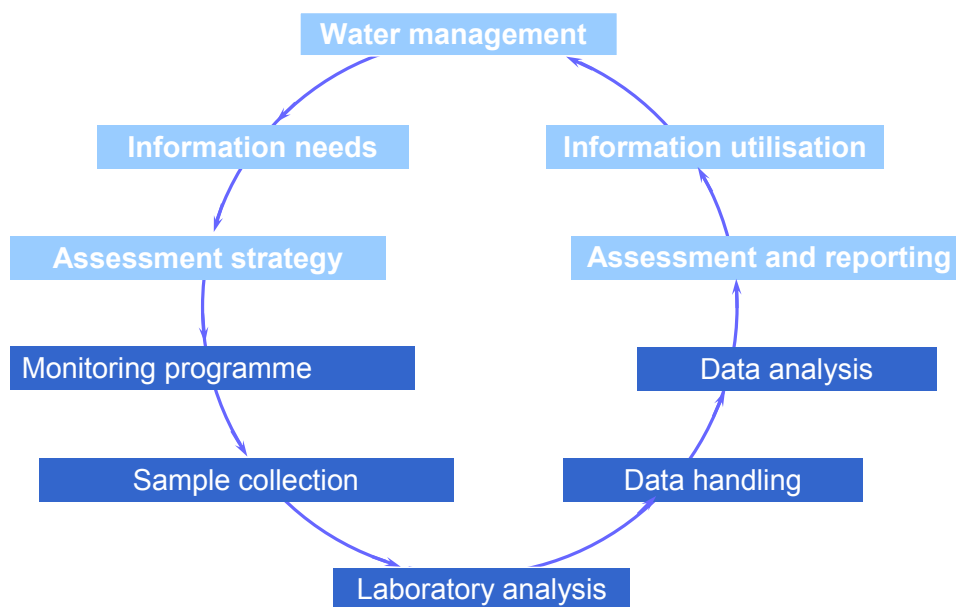 Water management
Information needs
Information utilisation
Assessment strategy
Assessment and reporting
Monitoring programme
Data analysis
Sample collection
Data handling
Laboratory analysis